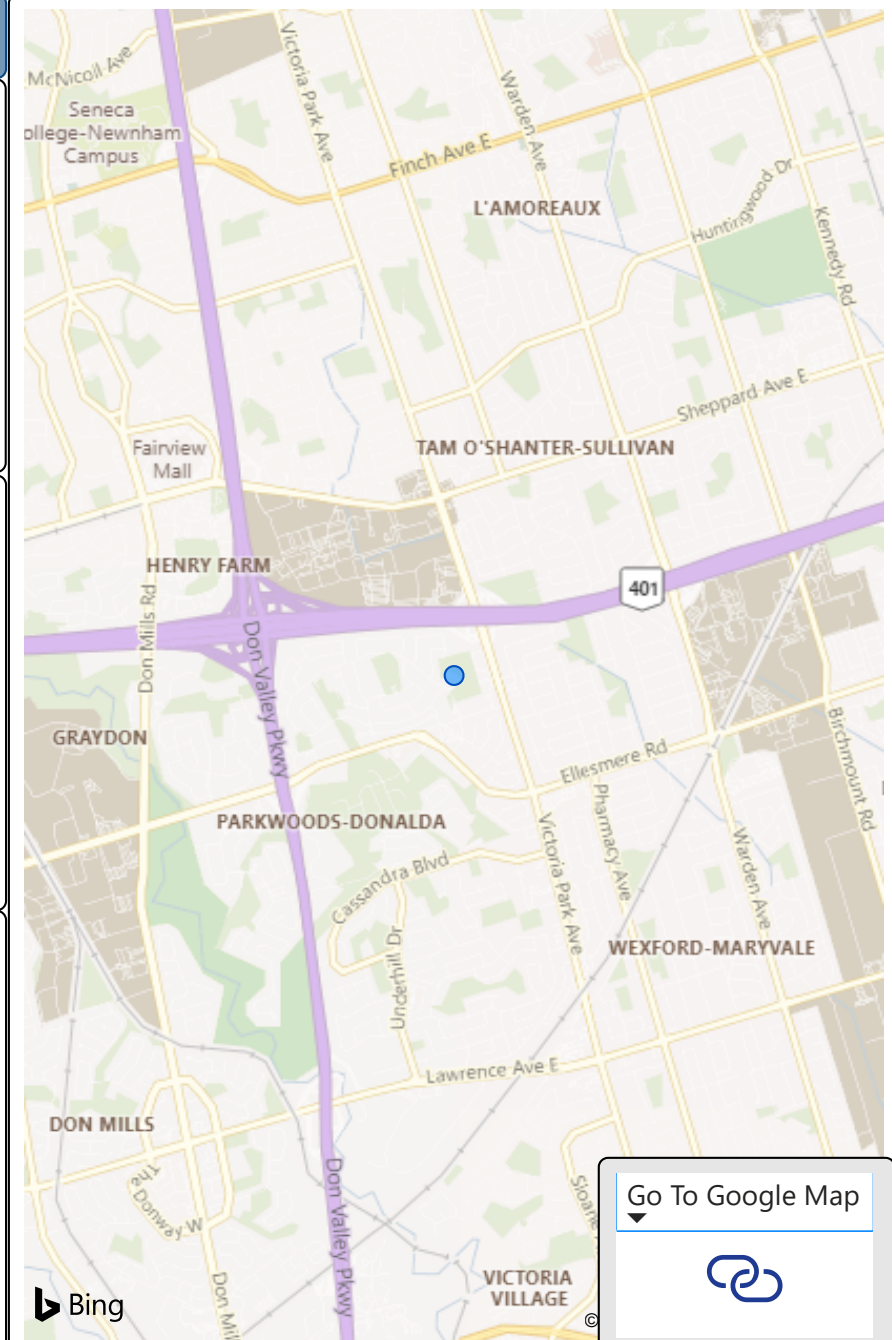 McNicoll Ave
Victoria Park Ave
Warden Ave
Seneca
ollege-Newnham
Campus
Finch Ave E
L'AMOREAUX
Huntingwood Dr
Kennedy Rd
Sheppard Ave E
Fairview
Mall
TAM O'SHANTER-SULLIVAN
HENRY FARM
401
Don Mills Rd
Don Valley Pkwy
GRAYDON
Ellesmere Rd
Birchmount Rd
PARKWOODS-DONALDA
Pharmacy Ave
Victoria Park Ave
Warden Ave
Cassandra Blvd
Underhill Dr
WEXFORD-MARYVALE
Lawrence Ave E
DON MILLS
The
Donway W
Don Valley Pkwy
Sloane
Go To Google Map
Don Mil
VICTORIA
VILLAGE
Bing
©